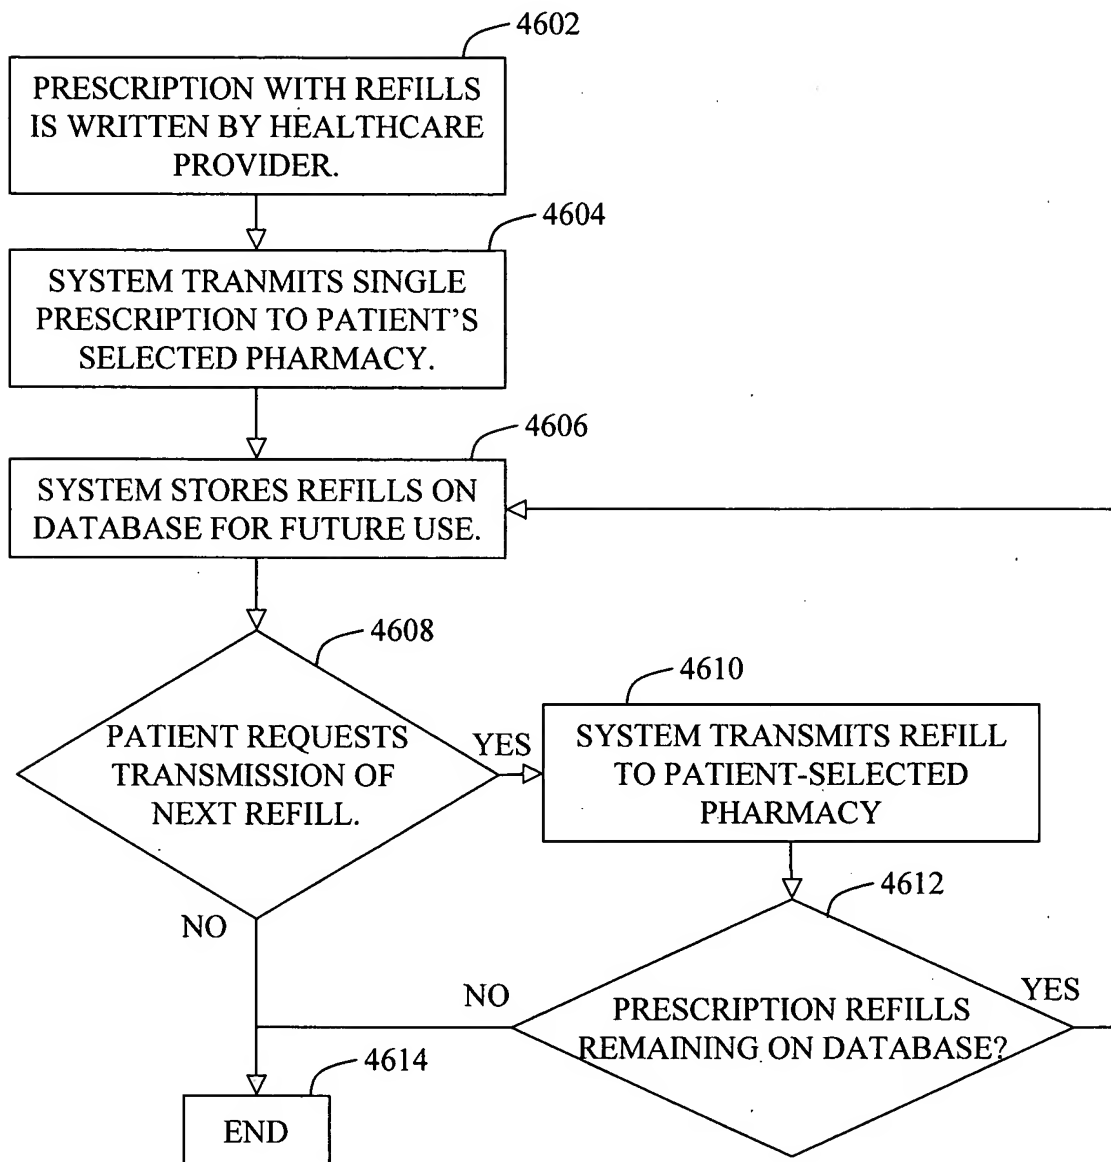 4602
PRESCRIPTION WITH REFILLS
IS WRITTEN BY HEALTHCARE
PROVIDER.
4604
SYSTEM TRANMITS SINGLE
PRESCRIPTION TO PATIENT'S
SELECTED PHARMACY.
4606
SYSTEM STORES REFILLS ON
DATABASE FOR FUTURE USE.
4608
PATIENT REQUESTS
TRANSMISSION OF
NEXT REFILL.
YES
NO
4610
SYSTEM TRANSMITS REFILL
TO PATIENT-SELECTED
PHARMACY
4612
PRESCRIPTION REFILLS
REMAINING ON DATABASE?
NO
YES
4614
END